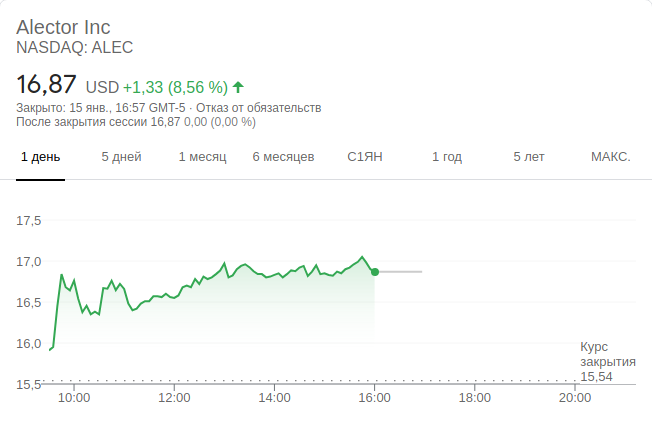 Alector Inc
NASDAQ: ALEC
16,87 USD +1,33 (8,56 %)
Закрыто: 15 янв., 16:57 GMT-5 · Отказ от обязательств
После закрытия сессии 16,87 0,00 (0,00 %)
1 день 5 дней 1 месяц 6 месяцев С1ЯН 1 год 5 лет МАКС.
17,5
17,0
16,5
16,0
Курс
закрытия
15,54
15,5
10:00 12:00 14:00 16:00 18:00 20:00